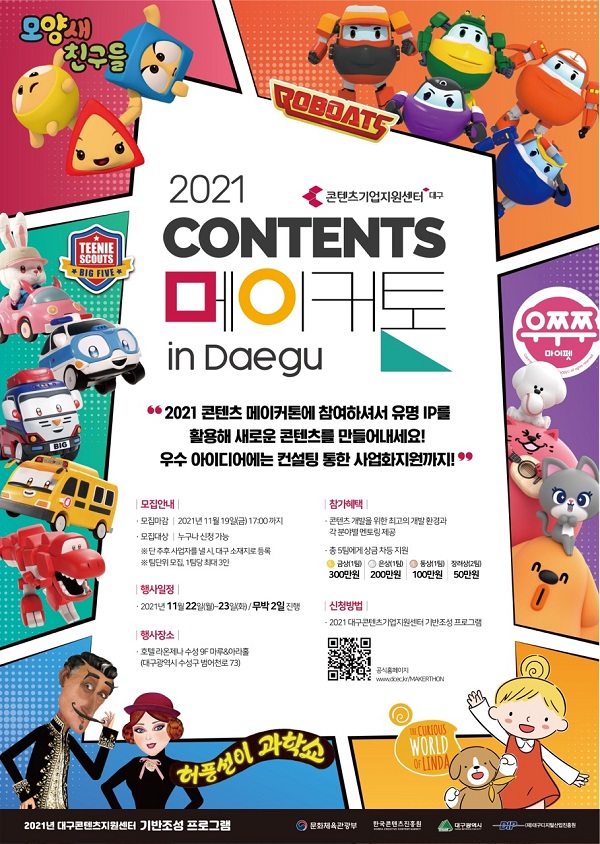 모양새
친구들
ROBOATS
2021
콘텐츠기업지원센터 대구
CONTENTS
메이커톤
in Daegu
TEENIE
SCOUTS
BIG FIVE
우쭈쭈
마이펫
"2021 콘텐츠 메이커톤에 참여하셔서 유명 IP를
활용해 새로운 콘텐츠를 만들어내세요!
우수 아이디어에는 컨설팅 통한 사업화지원까지!"
BIG
모집안내
· 모집마감 | 2021년 11월 19일(금) 17:00 까지
· 모집대상 | 누구나 신청 가능
※ 단 추후 사업자를 낼 시, 대구 소재지로 등록
※ 팀단위 모집, 1팀당 최대 3인
행사일정
· 2021년 11월 22일(월)~23일(화) / 무박 2일 진행
행사장소
· 호텔 라온제나 수성 9F 마루&아라홀
(대구광역시 수성구 범어천로 73)
참가혜택
· 콘텐츠 개발을 위한 최고의 개발 환경과
각 분야별 멘토링 제공
· 총 5팀에게 상금 차등 지원
금상(1팀) 은상(1팀) 동상(1팀) 장려상(2팀)
300만원 200만원 100만원 50만원
신청방법
· 2021 대구콘텐츠기업지원센터 기반조성 프로그램
공식홈페이지
www.dcec.kr/MAKERTHON
허풍선이 과학쇼
THE CURIOUS
WORLD
OF
LINDA
2021년 대구콘텐츠지원센터 기반조성 프로그램
문화체육관광부
한국콘텐츠진흥원
대구광역시
DIP (재)대구디지털산업진흥원